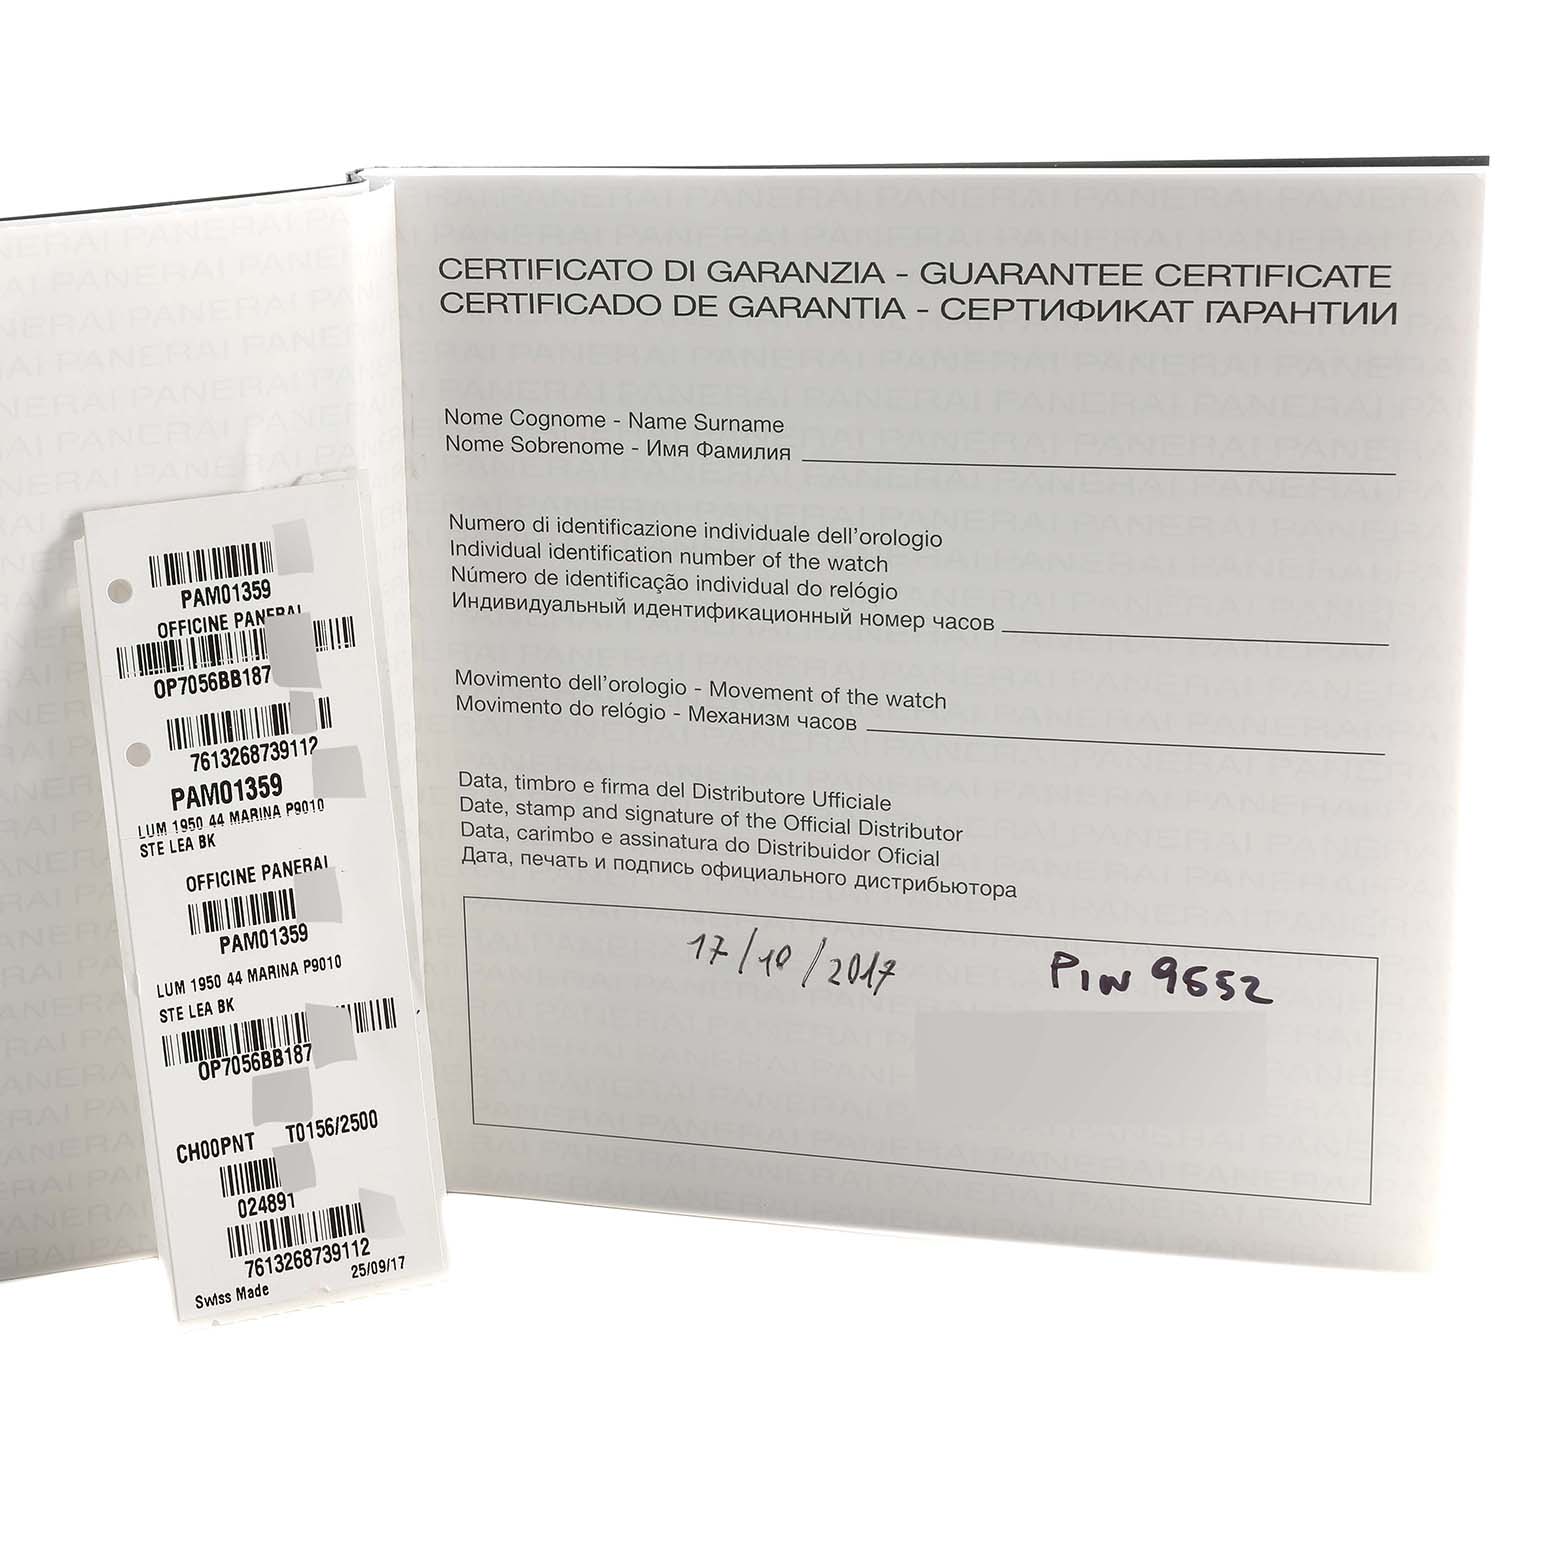 PAM01359
OFFICINE PANERAI
OP7056BB187
7613268739112
PAM01359
LUM 1950 44 MARINA P9010
STE LEA BK
OFFICINE PANERAI
PAM01359
LUM 1950 44 MARINA P9010
STE LEA BK
OP7056BB187
CH00PNT T0156/2500
024891
7613268739112
Swiss Made 25/09/17
CERTIFICATO DI GARANZIA - GUARANTEE CERTIFICATE
CERTIFICADO DE GARANTIA - СЕРТИФИКАТ ГАРАНТИИ
Nome Cognome - Name Surname
Nome Sobrenome - Имя Фамилия
Numero di identificazione individuale dell'orologio
Individual identification number of the watch
Número de identificação individual do relógio
Индивидуальный идентификационный номер часов
Movimento dell'orologio - Movement of the watch
Movimento do relógio - Механизм часов
Data, timbro e firma del Distributore Ufficiale
Date, stamp and signature of the Official Distributor
Data, carimbo e assinatura do Distribuidor Oficial
Дата, печать и подпись официального дистрибьютора
17/10/2017 PIN 9652